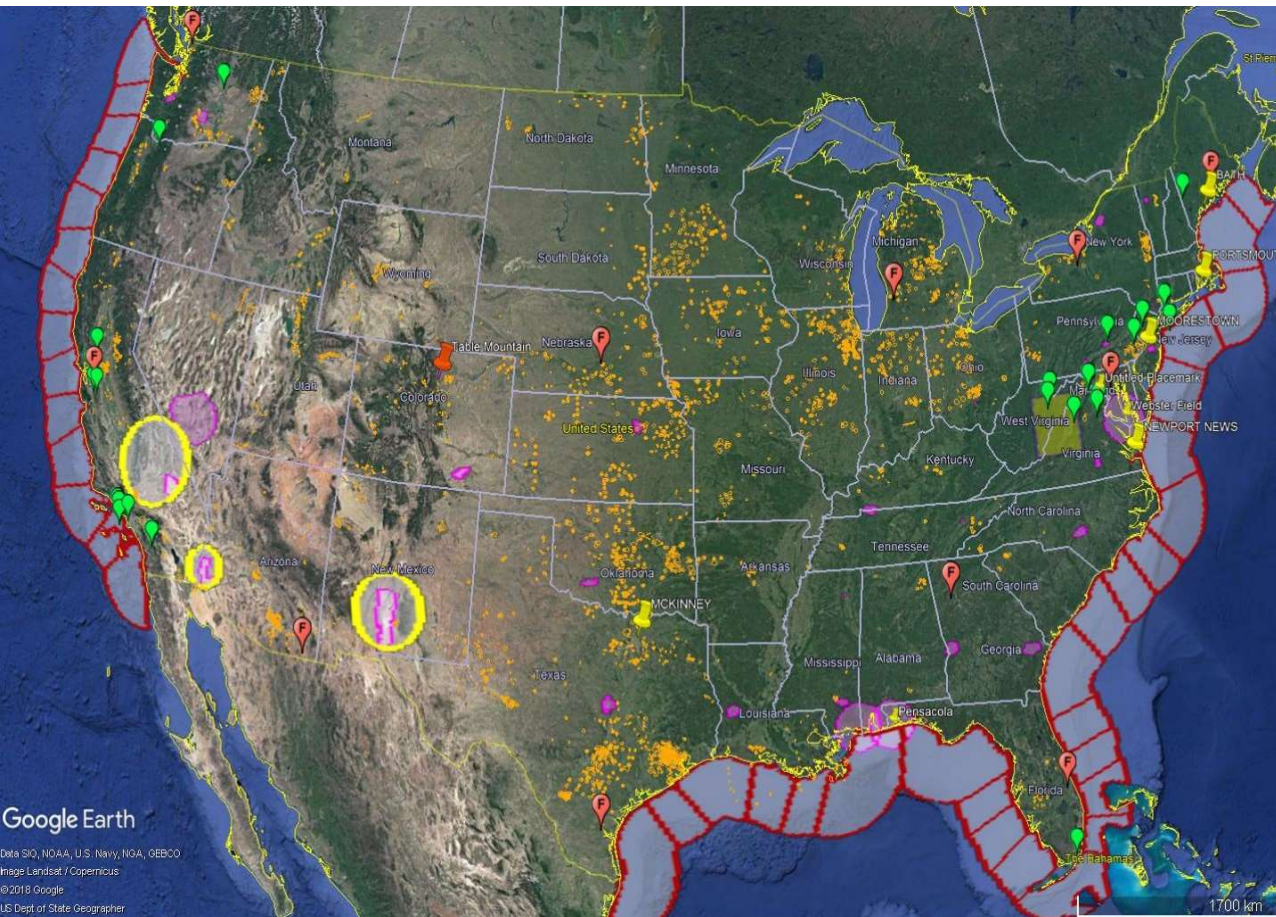 F
St Pierr
North Dakota
Montana
Minnesota
F
BATH
Michigan
F
New York
South Dakota
Wisconsin
PORTSMOUT
Wyoming
F
Iowa
Pennsylvania
MOORESTOWN
F
Nebraska
F
Table Mountain
New Jersey
F
Utah
Colorado
Illinois
Indiana
Ohio
F
Untitled Placemark
Webster Field
United States
West Virginia
NEWPORT NEWS
Missouri
Kentucky
Virginia
North Carolina
Tennessee
Arizona
New Mexico
Oklahoma
Arkansas
F
South Carolina
MCKINNEY
F
Mississippi
Alabama
Georgia
Texas
Louisiana
Pensacola
F
Florida
F
Google Earth
Data SIO, NOAA, U.S. Navy, NGA, GEBCO
Image Landsat / Copernicus
©2018 Google
US Dept of State Geographer
The Bahamas
1700 km